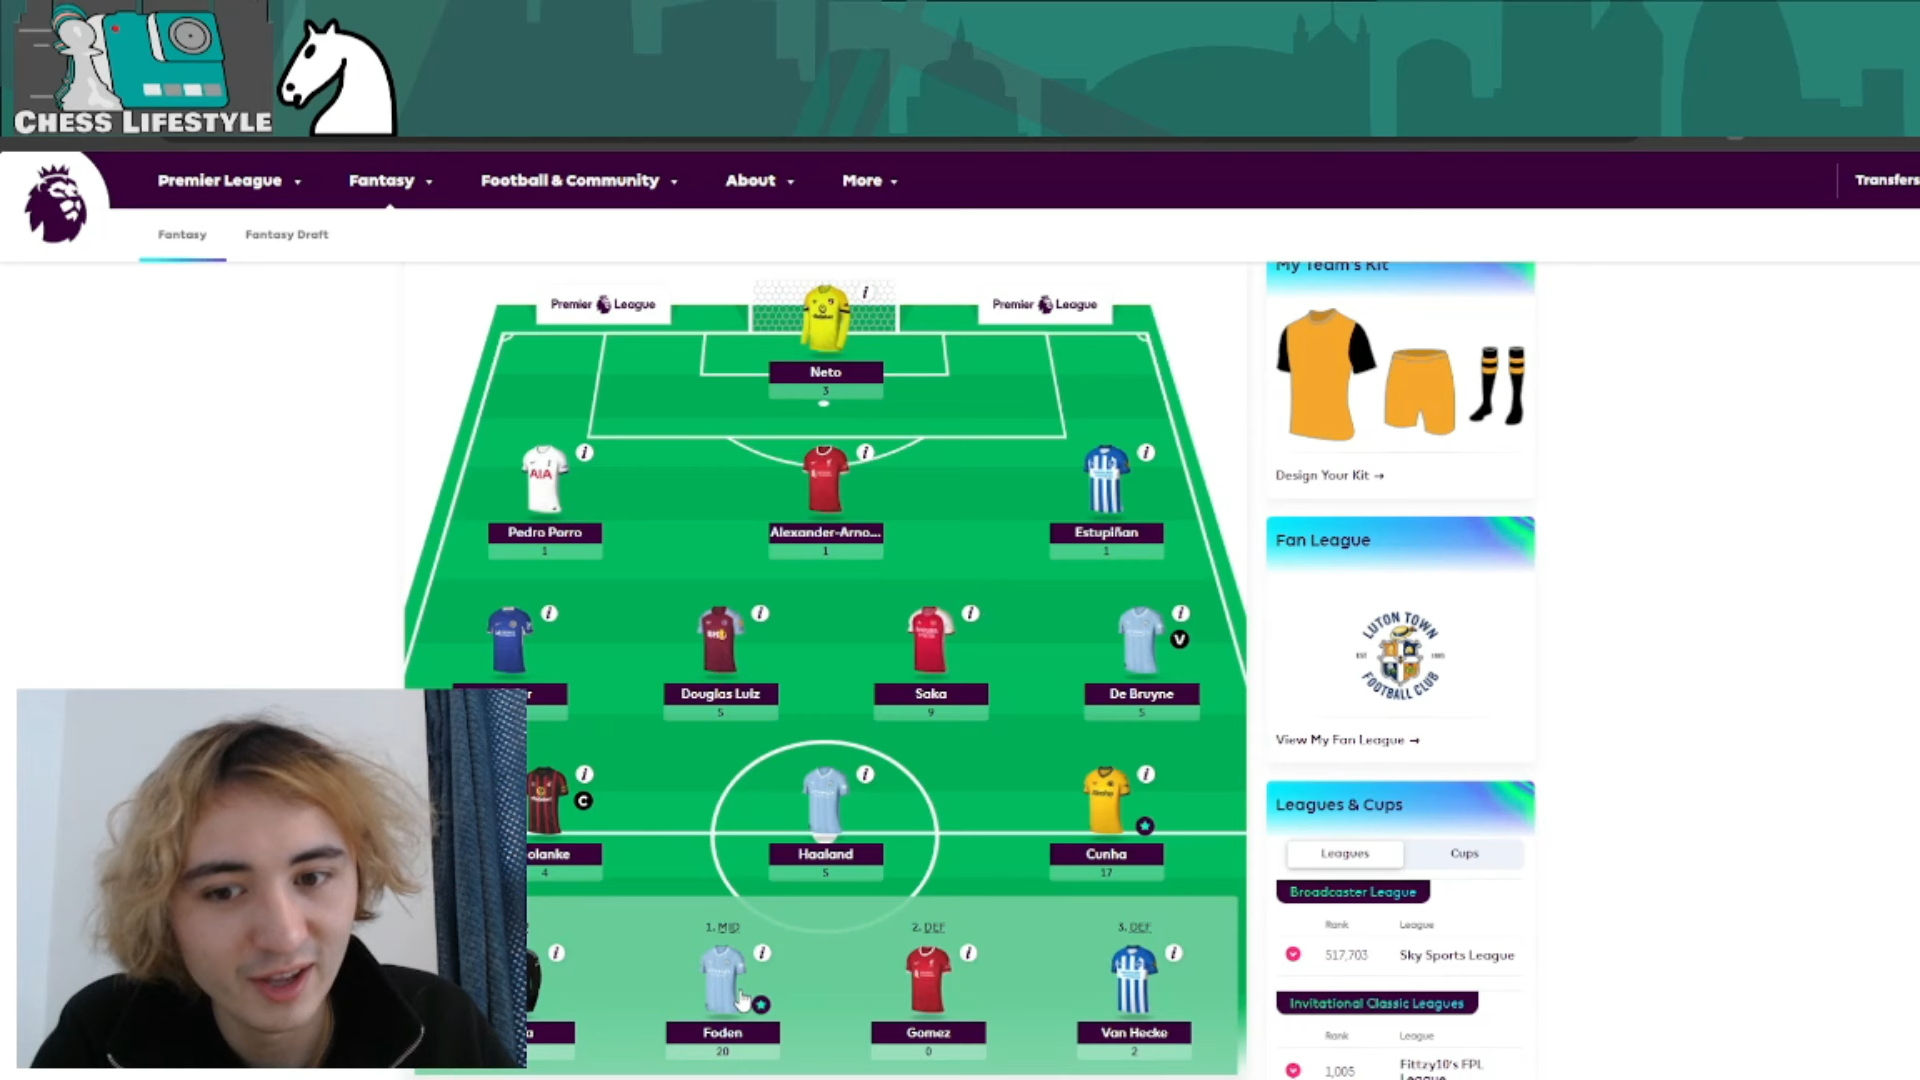 CHESS LIFESTYLE
Premier League
Fantasy
Football & Community
About
More
Transfers
Fantasy
Fantasy Draft
My Team's Kit
Premier League
Premier League
Neto
3
Design Your Kit →
Pedro Porro
1
Alexander-Arno...
1
Estupiñan
1
AIA
Fan League
LUTON TOWN
FOOTBALL CLUB
View My Fan League →
V
Douglas Luiz
5
Saka
9
De Bruyne
5
C
olanke
4
Haaland
5
Cunha
17
Leagues & Cups
Leagues
Cups
Broadcaster League
Rank
League
517,703
Sky Sports League
Invitational Classic Leagues
Rank
League
1,005
Fittzy10's FPL
League
1. MID
2. DEF
3. DEF
a
Foden
20
Gomez
0
Van Hecke
2